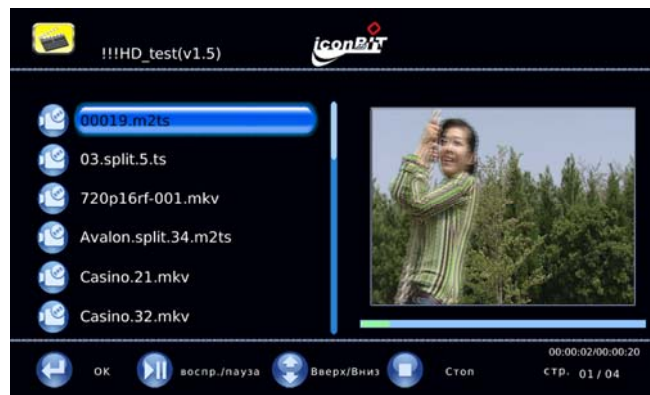 !!!HD_test(v1.5)
iconBIT
00019.m2ts
03.split.5.ts
720p16rf-001.mkv
Avalon.split.34.m2ts
Casino.21.mkv
Casino.32.mkv
00:00:02/00:00:20
ок воспр./пауза Вверх/Вниз Стоп стр. 01/04